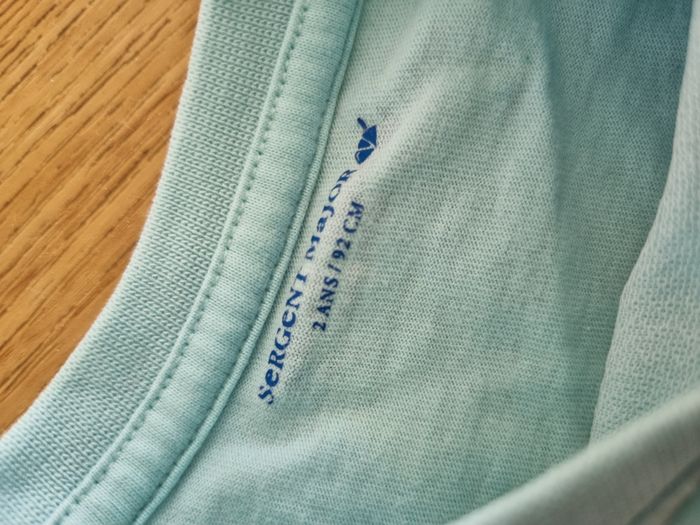 SeRGeNT MaJOR
2 ANS / 92 CM